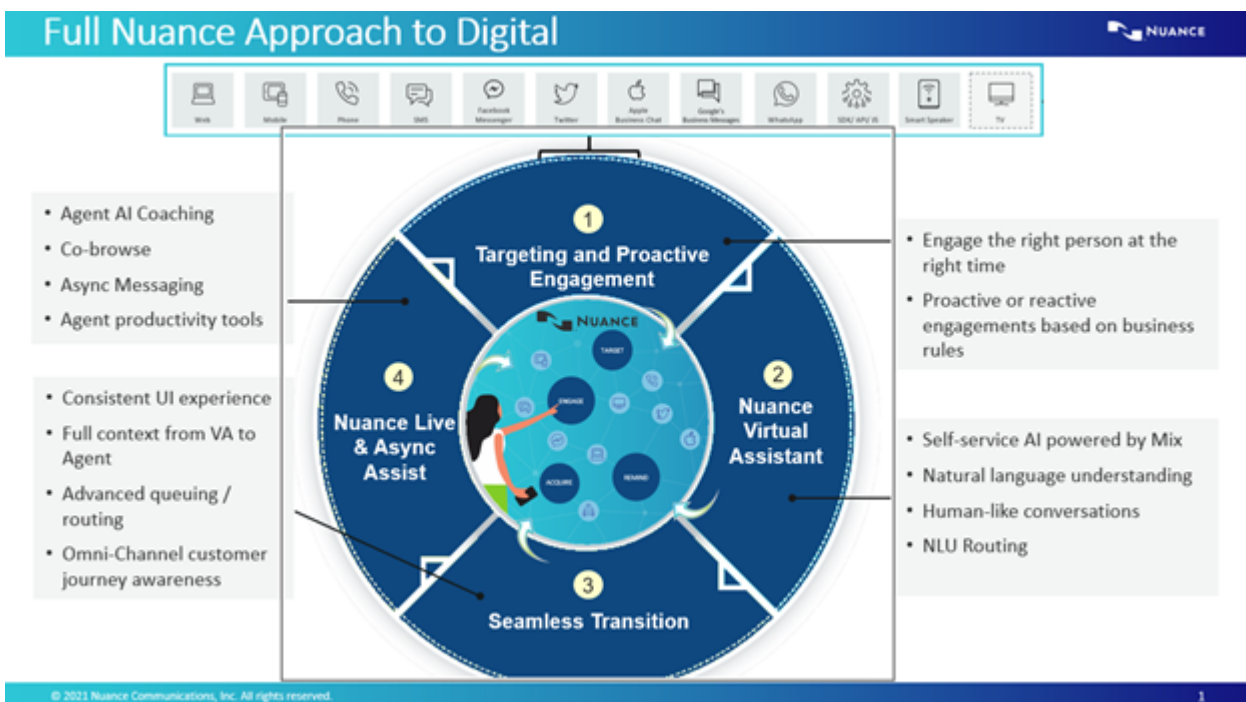 Full Nuance Approach to Digital
NUANCE
Web
Mobile
Phone
SMS
Facebook
Messenger
Twitter
Apple
Business Chat
Google's
Business Messages
WhatsApp
SDK/ API/ IS
Smart Speaker
TV
• Agent AI Coaching
• Co-browse
• Async Messaging
• Agent productivity tools
• Consistent UI experience
• Full context from VA to
Agent
• Advanced queuing /
routing
• Omni-Channel customer
journey awareness
1
Targeting and Proactive
Engagement
NUANCE
TARGET
ENGAGE
ACQUIRE
REMIND
2
Nuance
Virtual
Assistant
3
Seamless Transition
4
Nuance Live
& Async
Assist
• Engage the right person at the
right time
• Proactive or reactive
engagements based on business
rules
• Self-service AI powered by Mix
• Natural language understanding
• Human-like conversations
• NLU Routing
© 2021 Nuance Communications, Inc. All rights reserved.
1